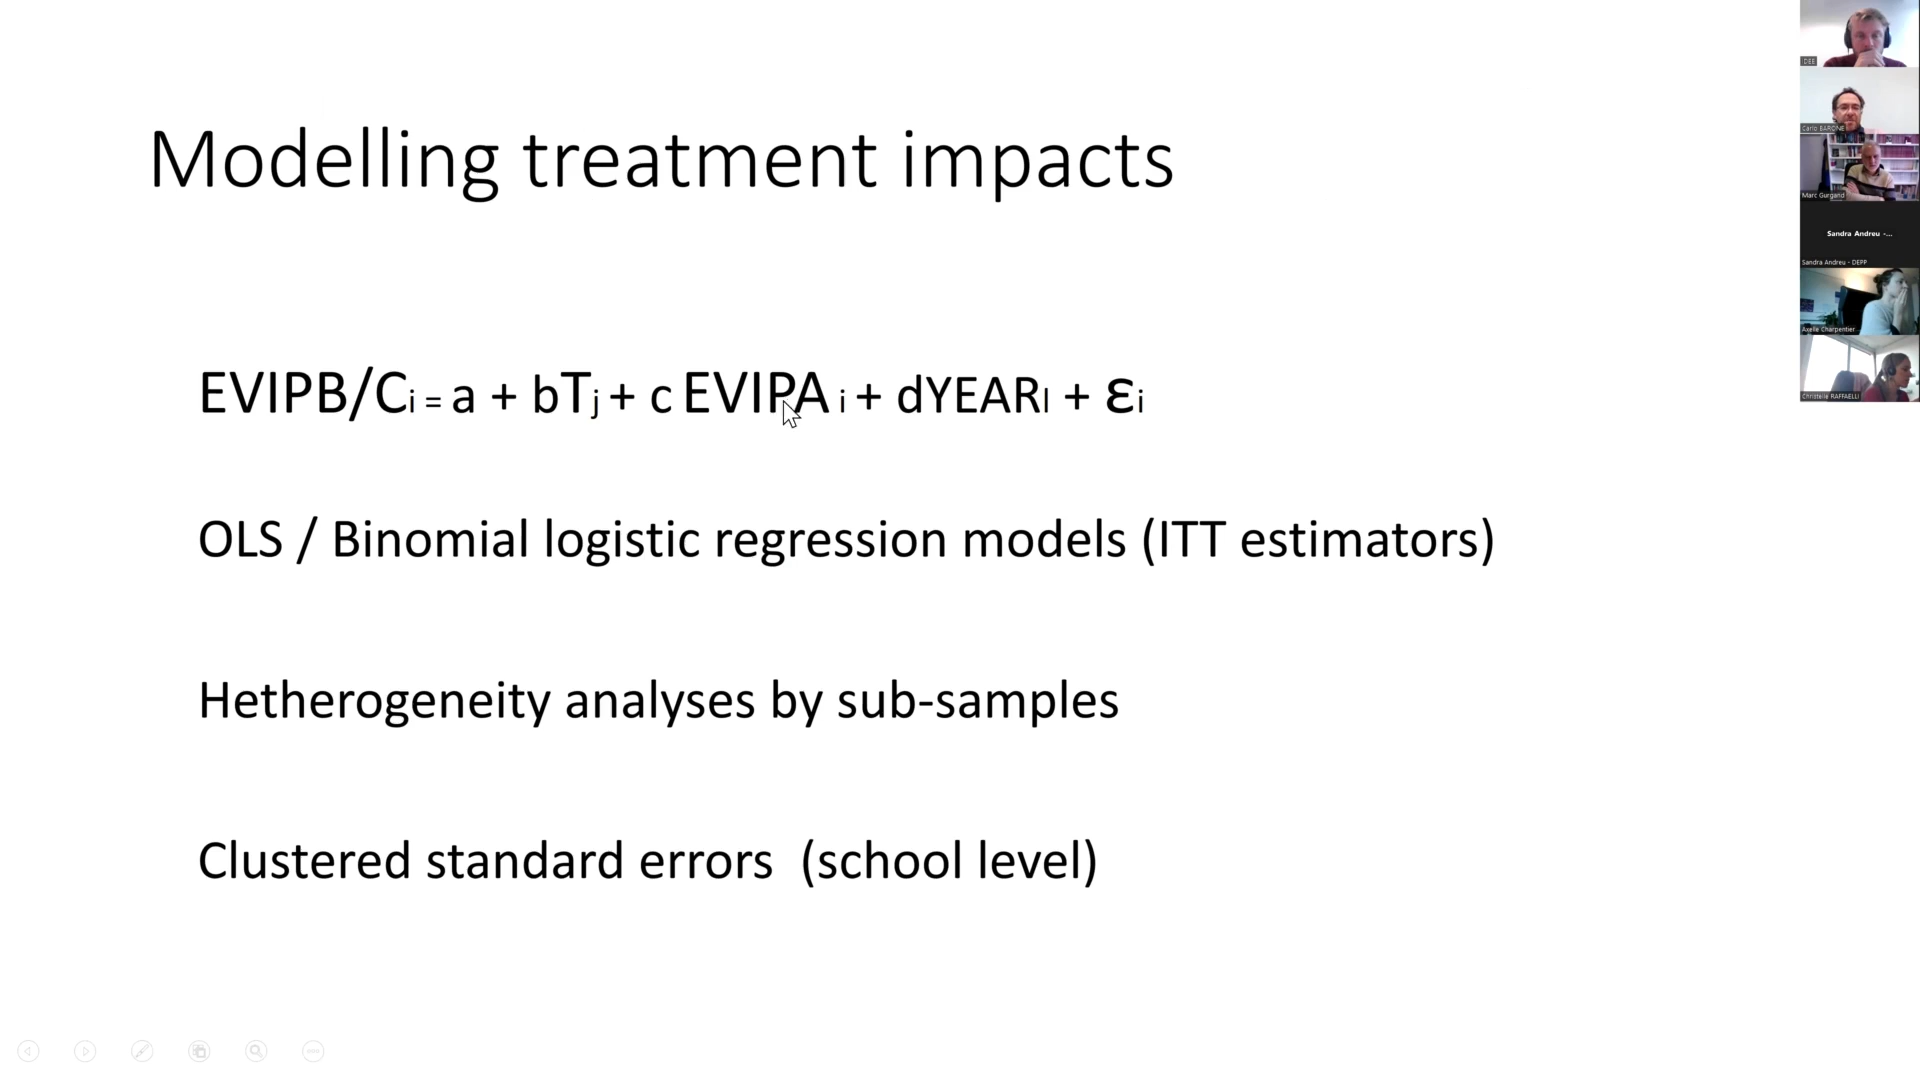 Modelling treatment impacts
EVIPB/Ci = a + bTj + c EVIPA i + dYEARl + εi
OLS / Binomial logistic regression models (ITT estimators)
Hetherogeneity analyses by sub-samples
Clustered standard errors (school level)
IDEE
Carlo BARONE
Marc Gurgand
Sandra Andreu -...
Sandra Andreu - DEPP
Axelle Charpentier
Christelle RAFFAELLI